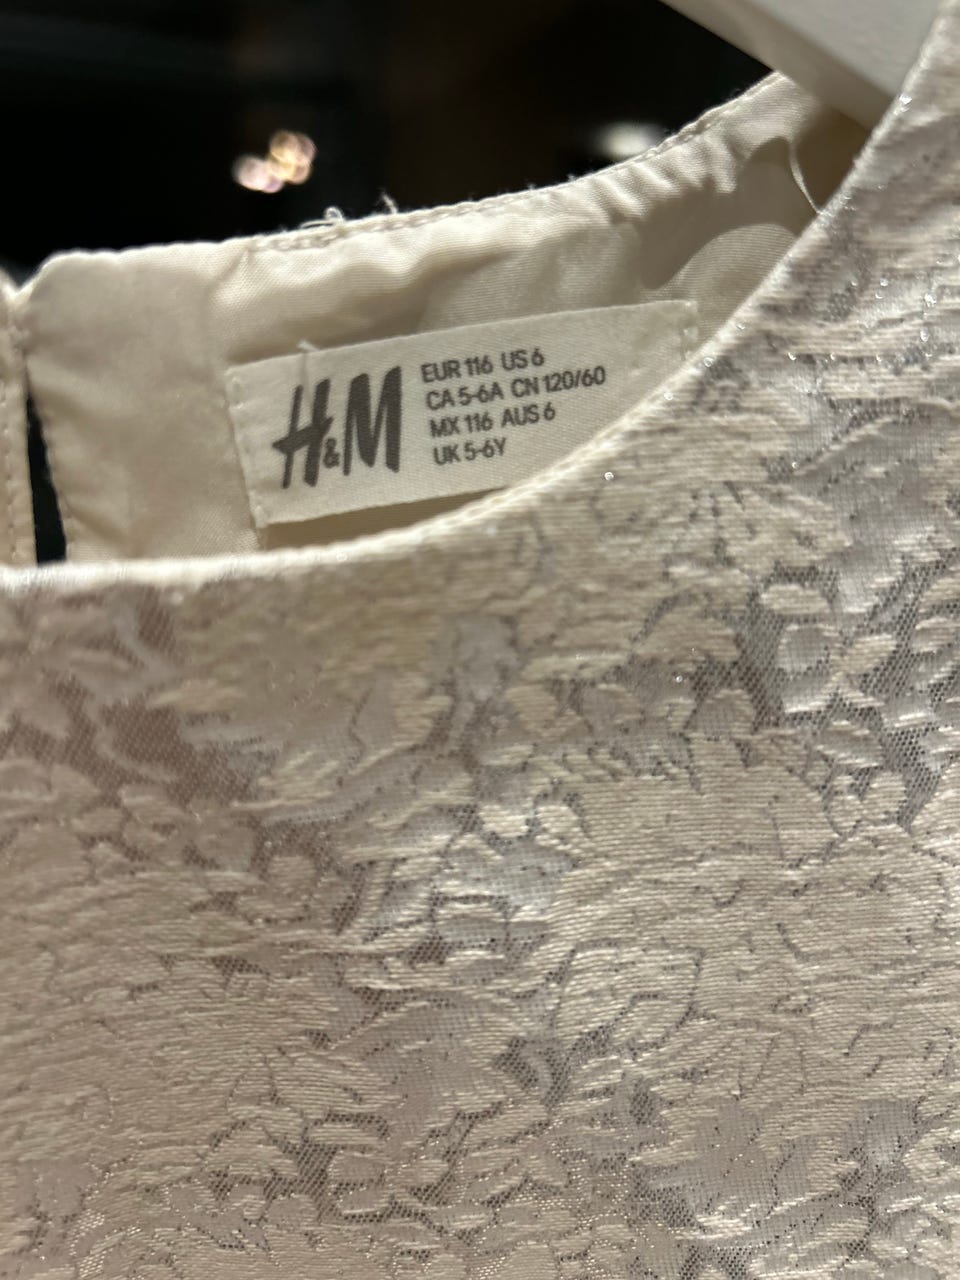 H&M
EUR 116 US 6
CA 5-6A CN 120/60
MX 116 AUS 6
UK 5-6Y